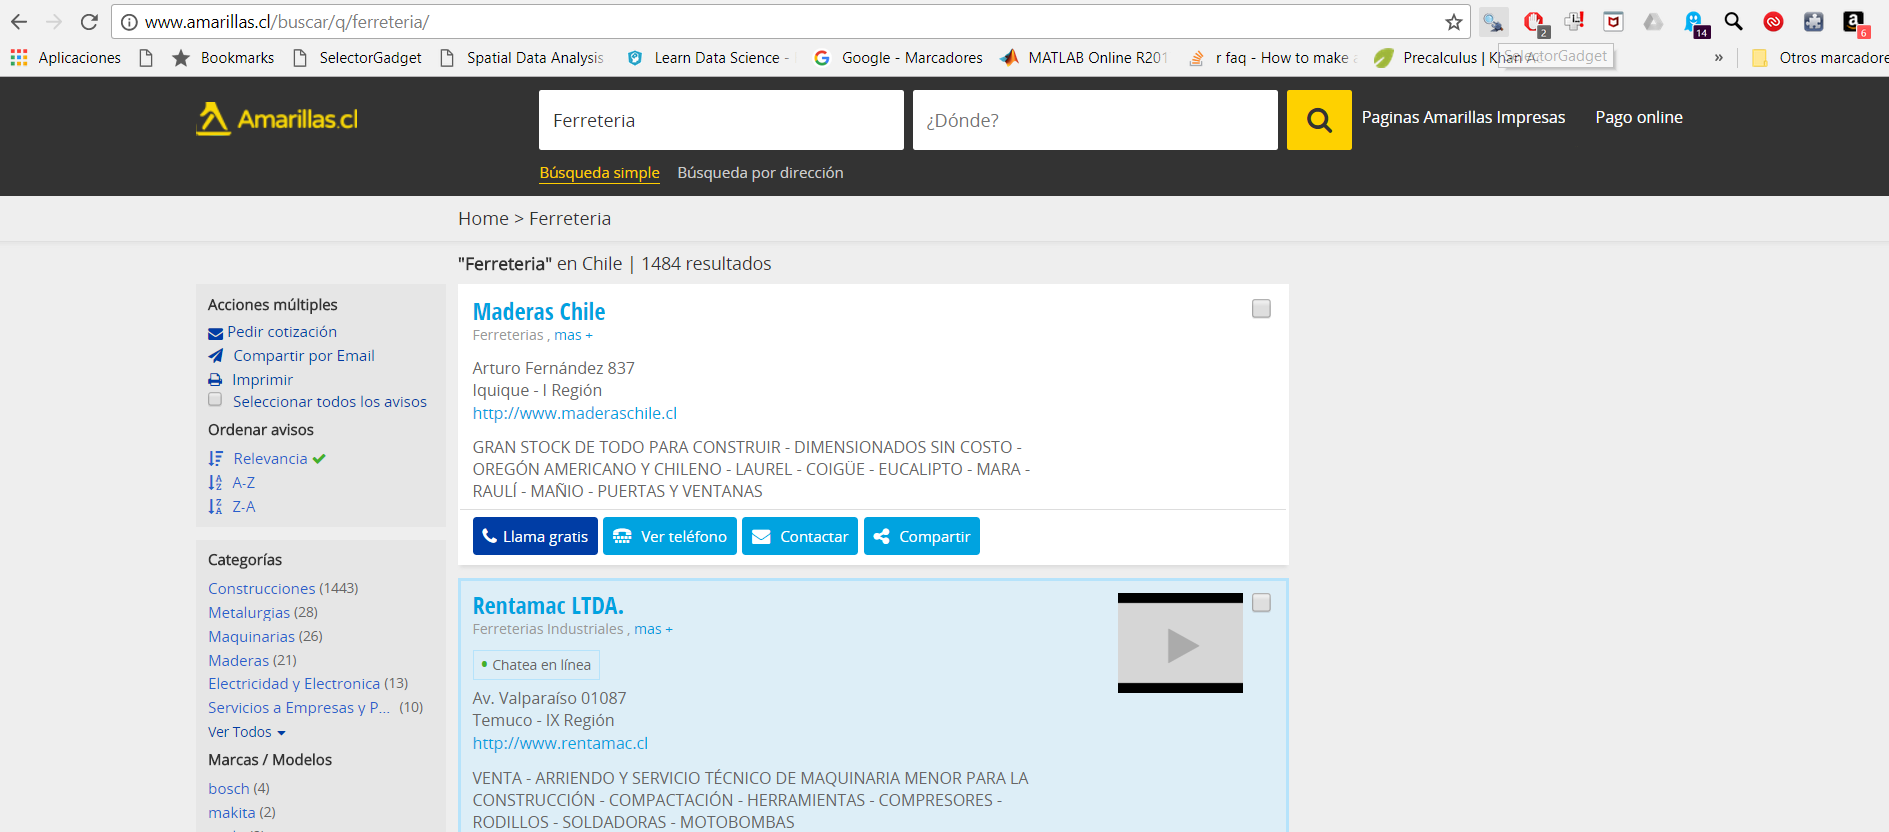 www.amarillas.cl/buscar/q/ferreteria/
2
14
6
Aplicaciones
Bookmarks
SelectorGadget
Spatial Data Analysis
Learn Data Science -
Google - Marcadores
MATLAB Online R201
r faq - How to make
Precalculus | Khan A
SelectorGadget
»
Otros marcadore
Amarillas.cl
Ferreteria
¿Dónde?
Paginas Amarillas Impresas
Pago online
Búsqueda simple
Búsqueda por dirección
Home > Ferreteria
"Ferreteria" en Chile | 1484 resultados
Acciones múltiples
Pedir cotización
Compartir por Email
Imprimir
Seleccionar todos los avisos
Ordenar avisos
Relevancia
A-Z
Z-A
Categorías
Construcciones (1443)
Metalurgias (28)
Maquinarias (26)
Maderas (21)
Electricidad y Electronica (13)
Servicios a Empresas y P... (10)
Ver Todos
Marcas / Modelos
bosch (4)
makita (2)
Maderas Chile
Ferreterias , mas +
Arturo Fernández 837
Iquique - I Región
http://www.maderaschile.cl
GRAN STOCK DE TODO PARA CONSTRUIR - DIMENSIONADOS SIN COSTO -
OREGÓN AMERICANO Y CHILENO - LAUREL - COIGÜE - EUCALIPTO - MARA -
RAULÍ - MAÑIO - PUERTAS Y VENTANAS
Llama gratis
Ver teléfono
Contactar
Compartir
Rentamac LTDA.
Ferreterias Industriales , mas +
• Chatea en línea
Av. Valparaíso 01087
Temuco - IX Región
http://www.rentamac.cl
VENTA - ARRIENDO Y SERVICIO TÉCNICO DE MAQUINARIA MENOR PARA LA
CONSTRUCCIÓN - COMPACTACIÓN - HERRAMIENTAS - COMPRESORES -
RODILLOS - SOLDADORAS - MOTOBOMBAS